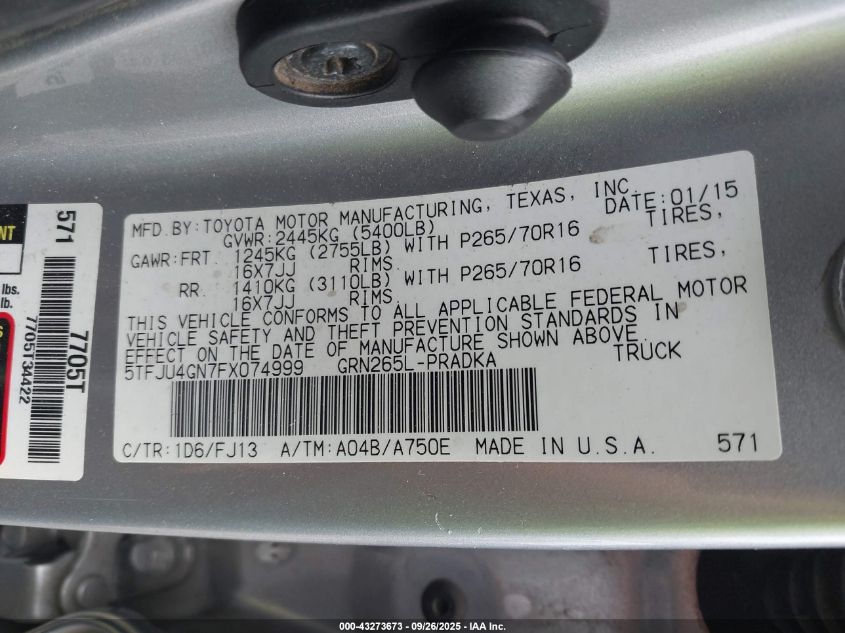 MFD.BY:TOYOTA MOTOR MANUFACTURING, TEXAS, INC. DATE:01/15
GVWR:2445KG (5400LB)
GAWR:FRT 1245KG (2755LB) WITH P265/70R16 TIRES,
16X7JJ RIMS
RR 1410KG (3110LB) WITH P265/70R16 TIRES,
16X7JJ RIMS
THIS VEHICLE CONFORMS TO ALL APPLICABLE FEDERAL MOTOR
VEHICLE SAFETY AND THEFT PREVENTION STANDARDS IN
EFFECT ON THE DATE OF MANUFACTURE SHOWN ABOVE.
5TFJU4GN7FX074999 GRN265L-PRADKA TRUCK
C/TR:1D6/FJ13 A/TM:A04B/A750E MADE IN U.S.A. 571
571
7705T
7705T34422
lbs.
lb.
000-43273673 • 09/26/2025 - IAA Inc.